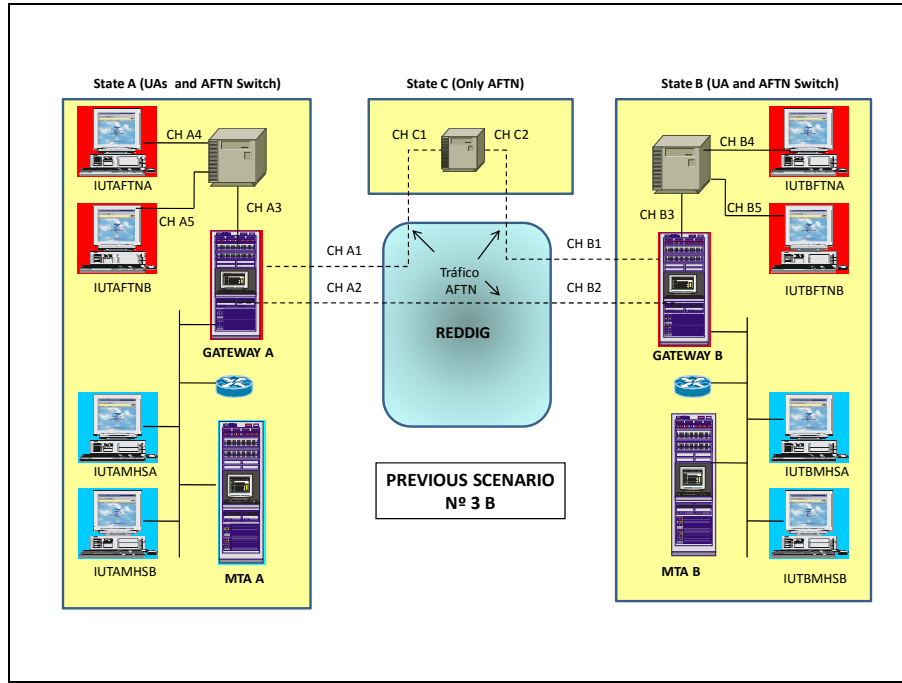 State A (UAs and AFTN Switch)
State C (Only AFTN)
State B (UA and AFTN Switch)
CH A4
CH C1
CH C2
CH B4
IUTAFTNA
IUTBFTNA
CH A5
CH A3
CH B3
CH B5
CH A1
CH B1
IUTAFTNB
Tráfico
AFTN
IUTBFTNB
CH A2
CH B2
REDDIG
GATEWAY A
GATEWAY B
IUTAMHSA
IUTBMHSA
PREVIOUS SCENARIO
Nº 3 B
IUTAMHSB
MTA A
MTA B
IUTBMHSB